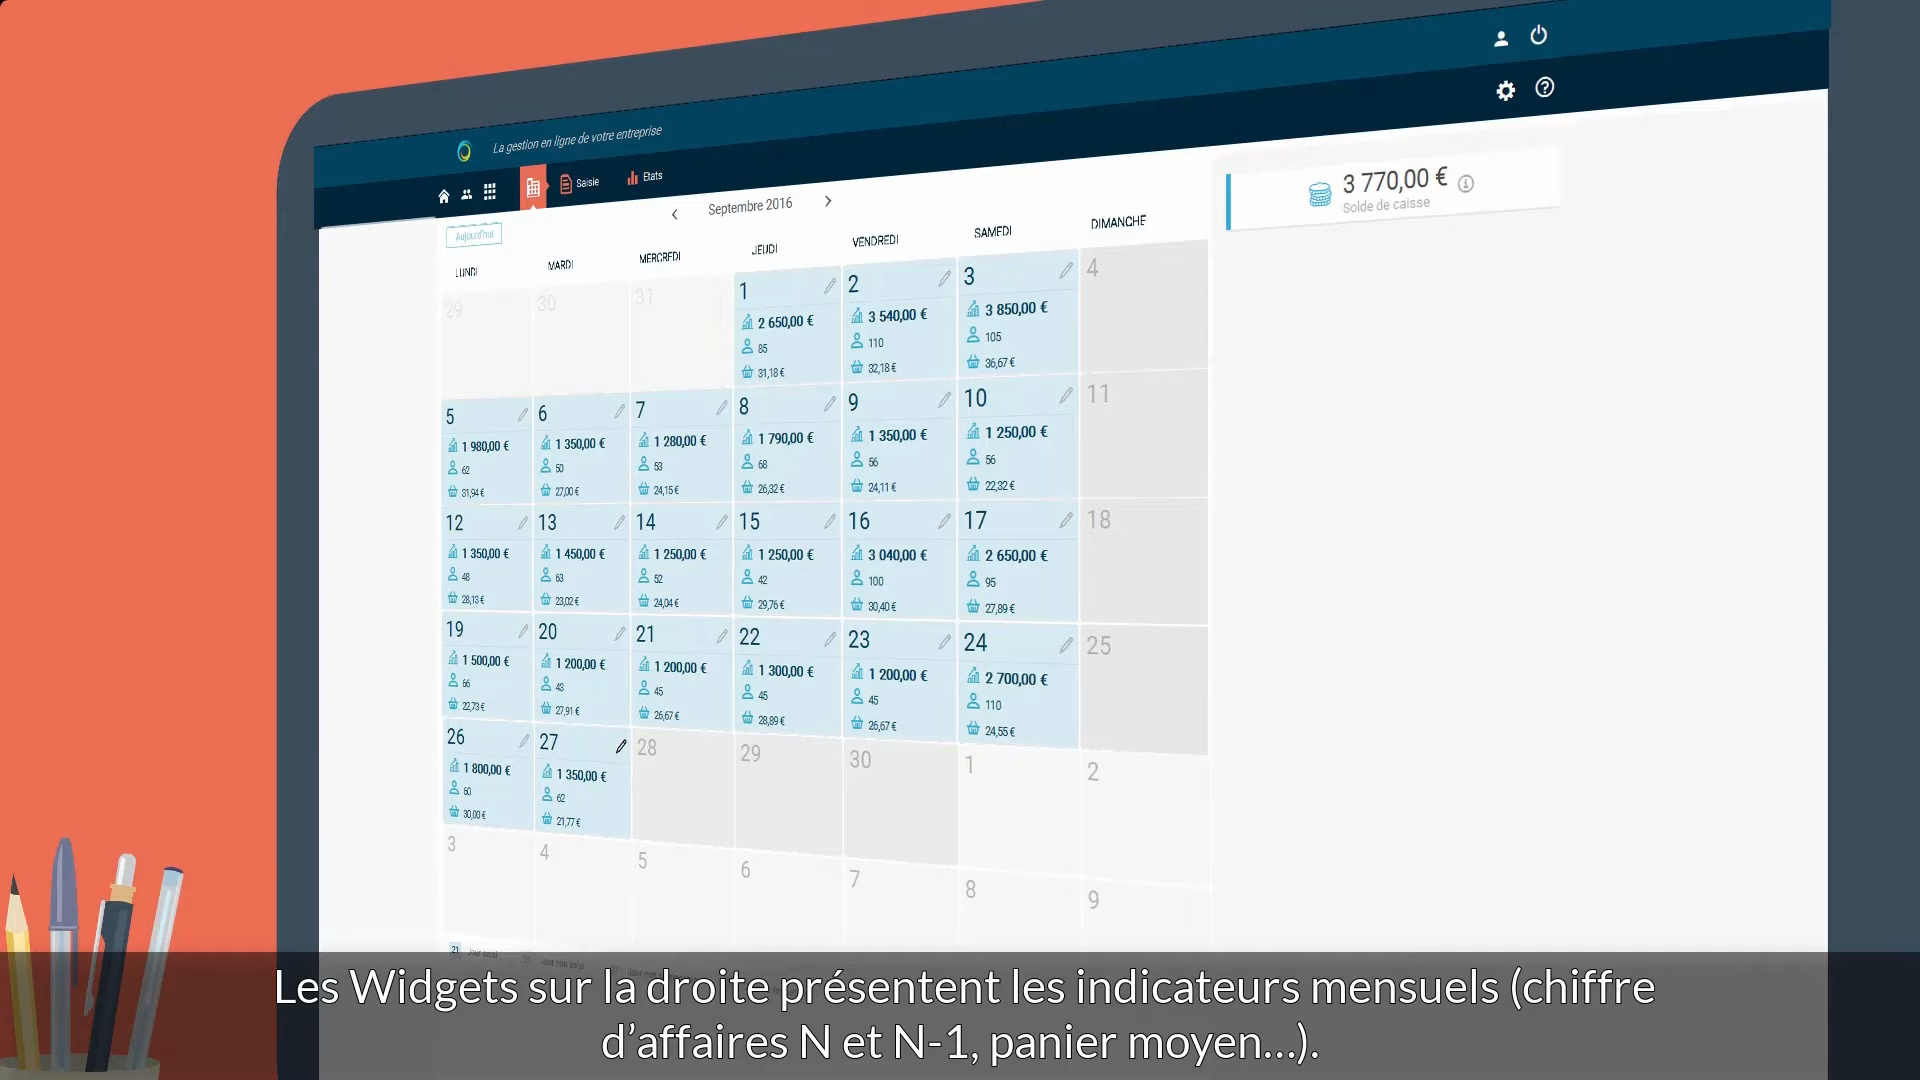 La gestion en ligne de votre entreprise
Saisie
Etats
Aujourd'hui
Septembre 2016
3 770,00 €
Solde de caisse
LUNDI MARDI MERCREDI JEUDI VENDREDI SAMEDI DIMANCHE
29 30 31 1 2 3 4
2 650,00 € 3 540,00 € 3 850,00 €
85 110 105
31,18 € 32,18 € 36,67 €
5 6 7 8 9 10 11
1 980,00 € 1 350,00 € 1 280,00 € 1 790,00 € 1 350,00 € 1 250,00 €
62 50 53 68 56 56
31,94 € 27,00 € 24,15 € 26,32 € 24,11 € 22,32 €
12 13 14 15 16 17 18
1 350,00 € 1 450,00 € 1 250,00 € 1 250,00 € 3 040,00 € 2 650,00 €
48 63 52 42 100 95
28,13 € 23,02 € 24,04 € 29,76 € 30,40 € 27,89 €
19 20 21 22 23 24 25
1 500,00 € 1 200,00 € 1 200,00 € 1 300,00 € 1 200,00 € 2 700,00 €
66 43 45 45 45 110
22,73 € 27,91 € 26,67 € 28,89 € 26,67 € 24,55 €
26 27 28 29 30 1 2
1 800,00 € 1 350,00 €
60 62
30,00 € 21,77 €
3 4 5 6 7 8 9
21 Jour saisi 21 Jour non saisi
Les Widgets sur la droite présentent les indicateurs mensuels (chiffre
d’affaires N et N-1, panier moyen...).